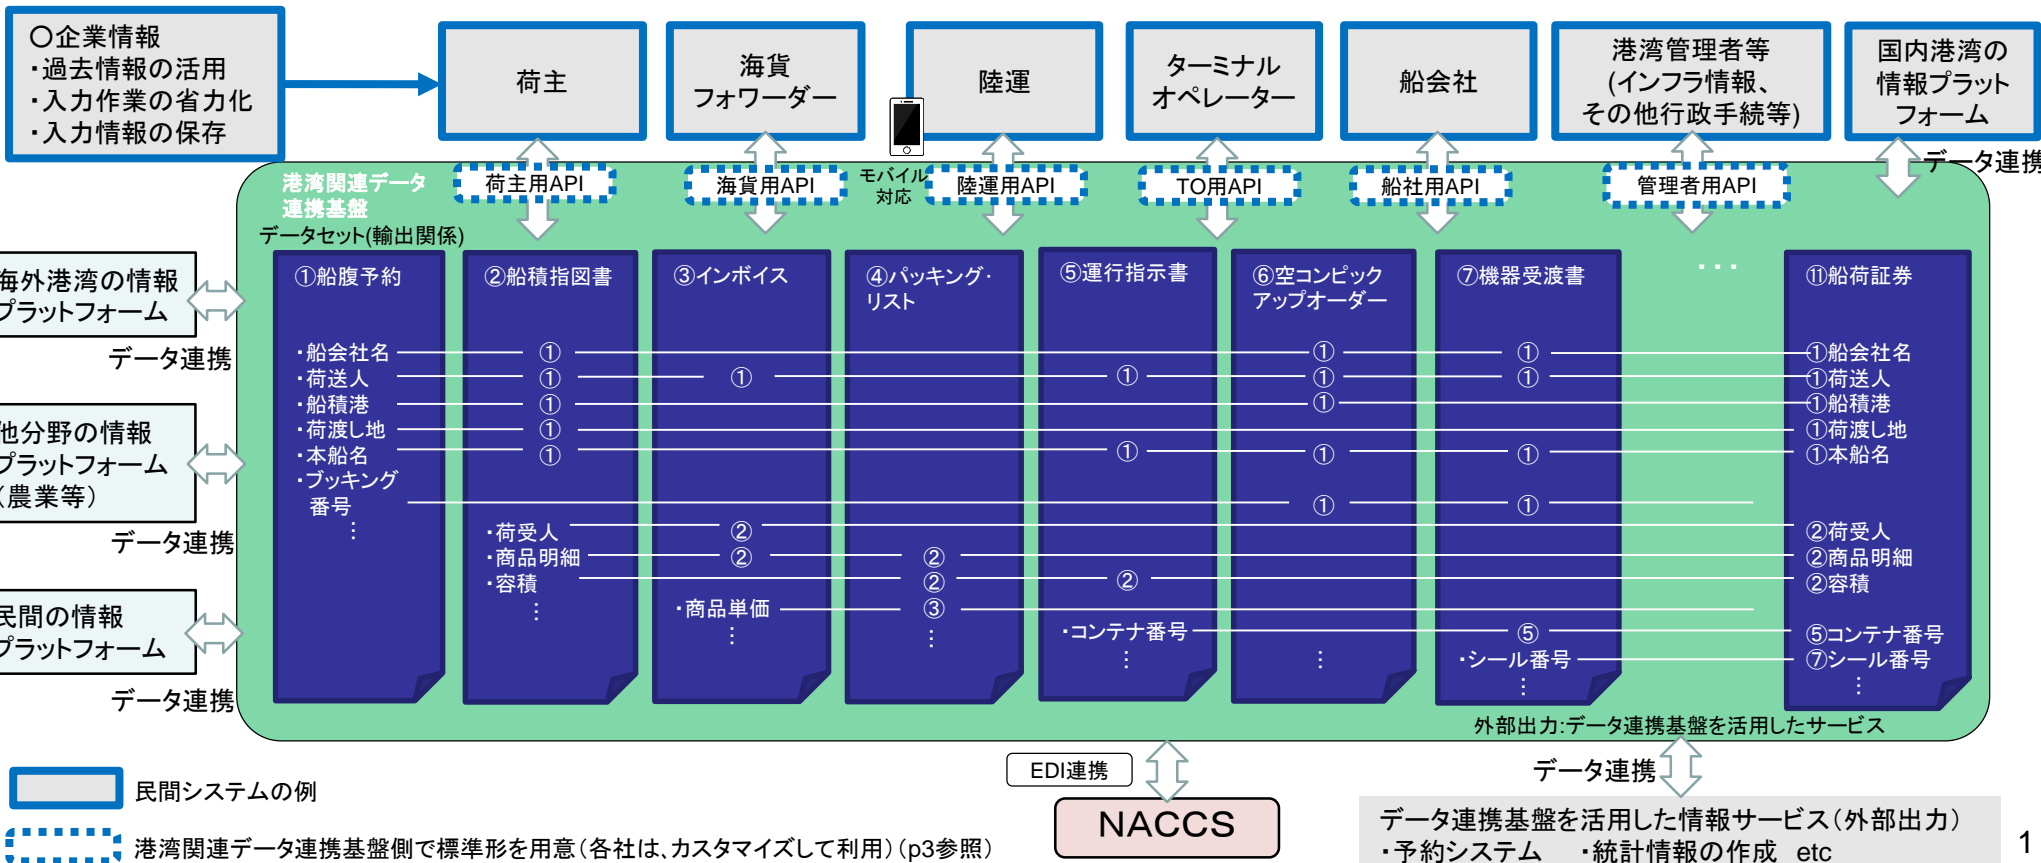 〇企業情報
・過去情報の活用
・入力作業の省力化
・入力情報の保存
荷主
海貨
フォワーダー
陸運
ターミナル
オペレーター
船会社
港湾管理者等
(インフラ情報、
その他行政手続等)
国内港湾の
情報プラット
フォーム
荷主用API
海貨用API
モバイル
対応
陸運用API
TO用API
船社用API
管理者用API
データ連携
港湾関連データ
連携基盤
データセット(輸出関係)
海外港湾の情報
プラットフォーム
データ連携
他分野の情報
プラットフォーム
(農業等)
データ連携
民間の情報
プラットフォーム
データ連携
①船腹予約
・船会社名
・荷送人
・船積港
・荷渡し地
・本船名
・ブッキング
番号
⋮
②船積指図書
①
①
①
①
①
・荷受人
・商品明細
・容積
⋮
③インボイス
①
②
②
・商品単価
⋮
④パッキング・
リスト
②
②
③
⋮
⑤運行指示書
①
①
②
・コンテナ番号
⋮
⑥空コンピック
アップオーダー
①
①
①
①
①
⋮
⑦機器受渡書
①
①
①
①
⑤
・シール番号
⋮
・・・
⑪船荷証券
①船会社名
①荷送人
①船積港
①荷渡し地
①本船名
②荷受人
②商品明細
②容積
⑤コンテナ番号
⑦シール番号
⋮
外部出力:データ連携基盤を活用したサービス
EDI連携
NACCS
データ連携
データ連携基盤を活用した情報サービス(外部出力)
・予約システム ・統計情報の作成 etc
民間システムの例
港湾関連データ連携基盤側で標準形を用意(各社は、カスタマイズして利用)(p3参照)
1